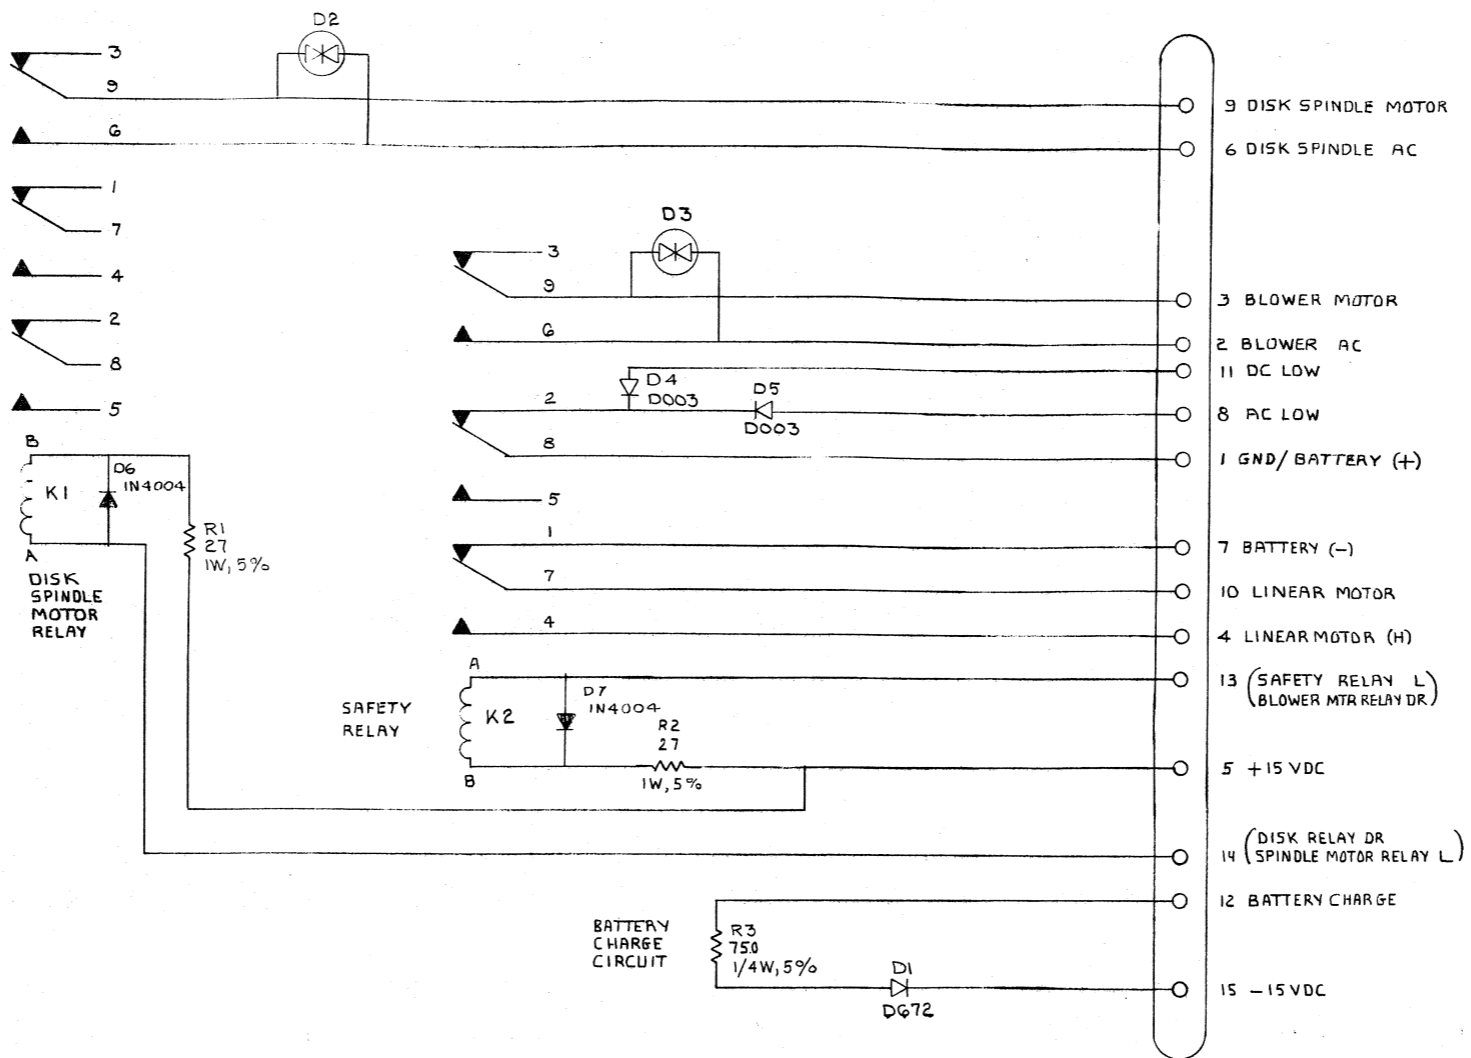 D2
3
9
6
9 DISK SPINDLE MOTOR
6 DISK SPINDLE AC
1
7
4
2
8
5
D3
3
9
6
3 BLOWER MOTOR
2 BLOWER AC
11 DC LOW
D4
D003
D5
D003
2
8
8 AC LOW
1 GND/BATTERY (+)
5
1
7
4
7 BATTERY (-)
10 LINEAR MOTOR
4 LINEAR MOTOR (H)
B
K1
D6
1N4004
A
R1
27
1W, 5%
DISK
SPINDLE
MOTOR
RELAY
A
K2
B
SAFETY
RELAY
D7
1N4004
R2
27
1W, 5%
13 (SAFETY RELAY L
BLOWER MTR RELAY DR)
5 +15 VDC
14 (DISK RELAY DR
SPINDLE MOTOR RELAY L)
12 BATTERY CHARGE
BATTERY
CHARGE
CIRCUIT
R3
750
1/4W, 5%
D1
D672
15 -15 VDC